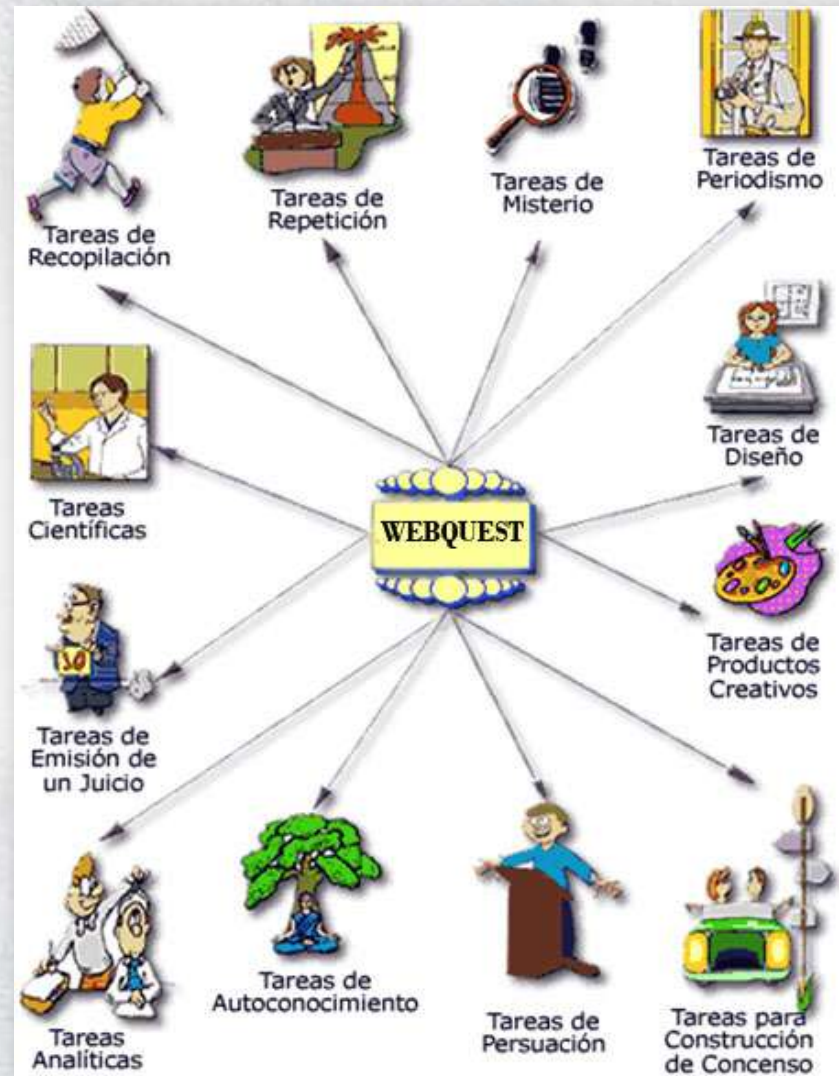 Tareas de
Recopilación
Tareas de
Repetición
Tareas de
Misterio
Tareas de
Periodismo
Tareas de
Diseño
Tareas
Científicas
WEBQUEST
Tareas de
Productos
Creativos
Tareas de
Emisión de
un Juicio
10
Tareas
Analíticas
Tareas de
Autoconocimiento
Tareas de
Persuación
Tareas para
Construcción
de Concenso